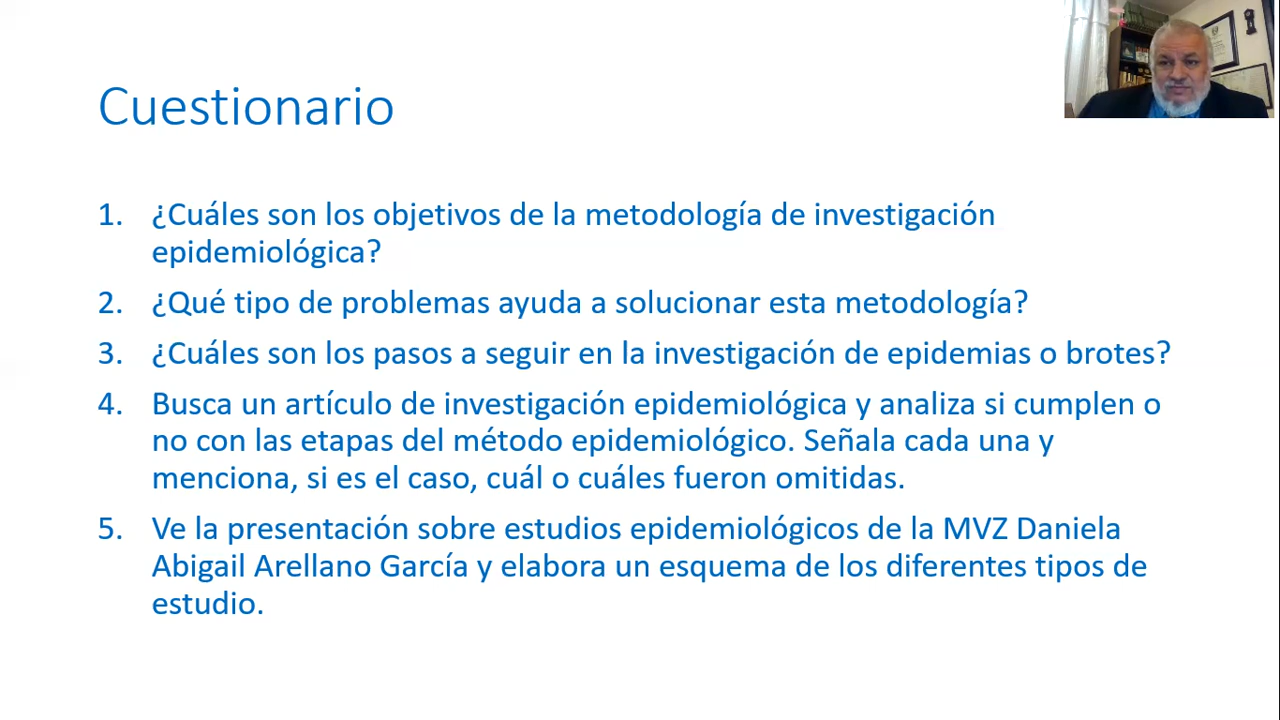 Cuestionario
1. ¿Cuáles son los objetivos de la metodología de investigación
epidemiológica?
2. ¿Qué tipo de problemas ayuda a solucionar esta metodología?
3. ¿Cuáles son los pasos a seguir en la investigación de epidemias o brotes?
4. Busca un artículo de investigación epidemiológica y analiza si cumplen o
no con las etapas del método epidemiológico. Señala cada una y
menciona, si es el caso, cuál o cuáles fueron omitidas.
5. Ve la presentación sobre estudios epidemiológicos de la MVZ Daniela
Abigail Arellano García y elabora un esquema de los diferentes tipos de
estudio.